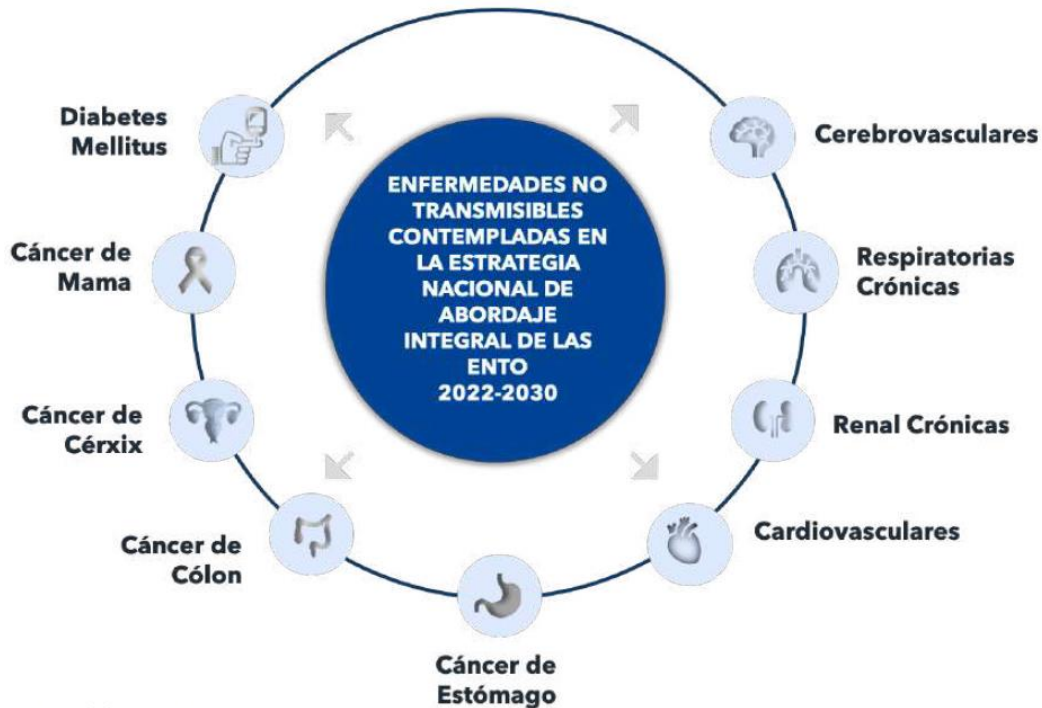 Diabetes
Mellitus
Cáncer de
Mama
Cáncer de
Cérxix
Cáncer de
Cólon
Cáncer de
Estómago
Cardiovasculares
Renal Crónicas
Respiratorias
Crónicas
Cerebrovasculares
ENFERMEDADES NO
TRANSMISIBLES
CONTEMPLADAS EN
LA ESTRATEGIA
NACIONAL DE
ABORDAJE
INTEGRAL DE LAS
ENTO
2022-2030